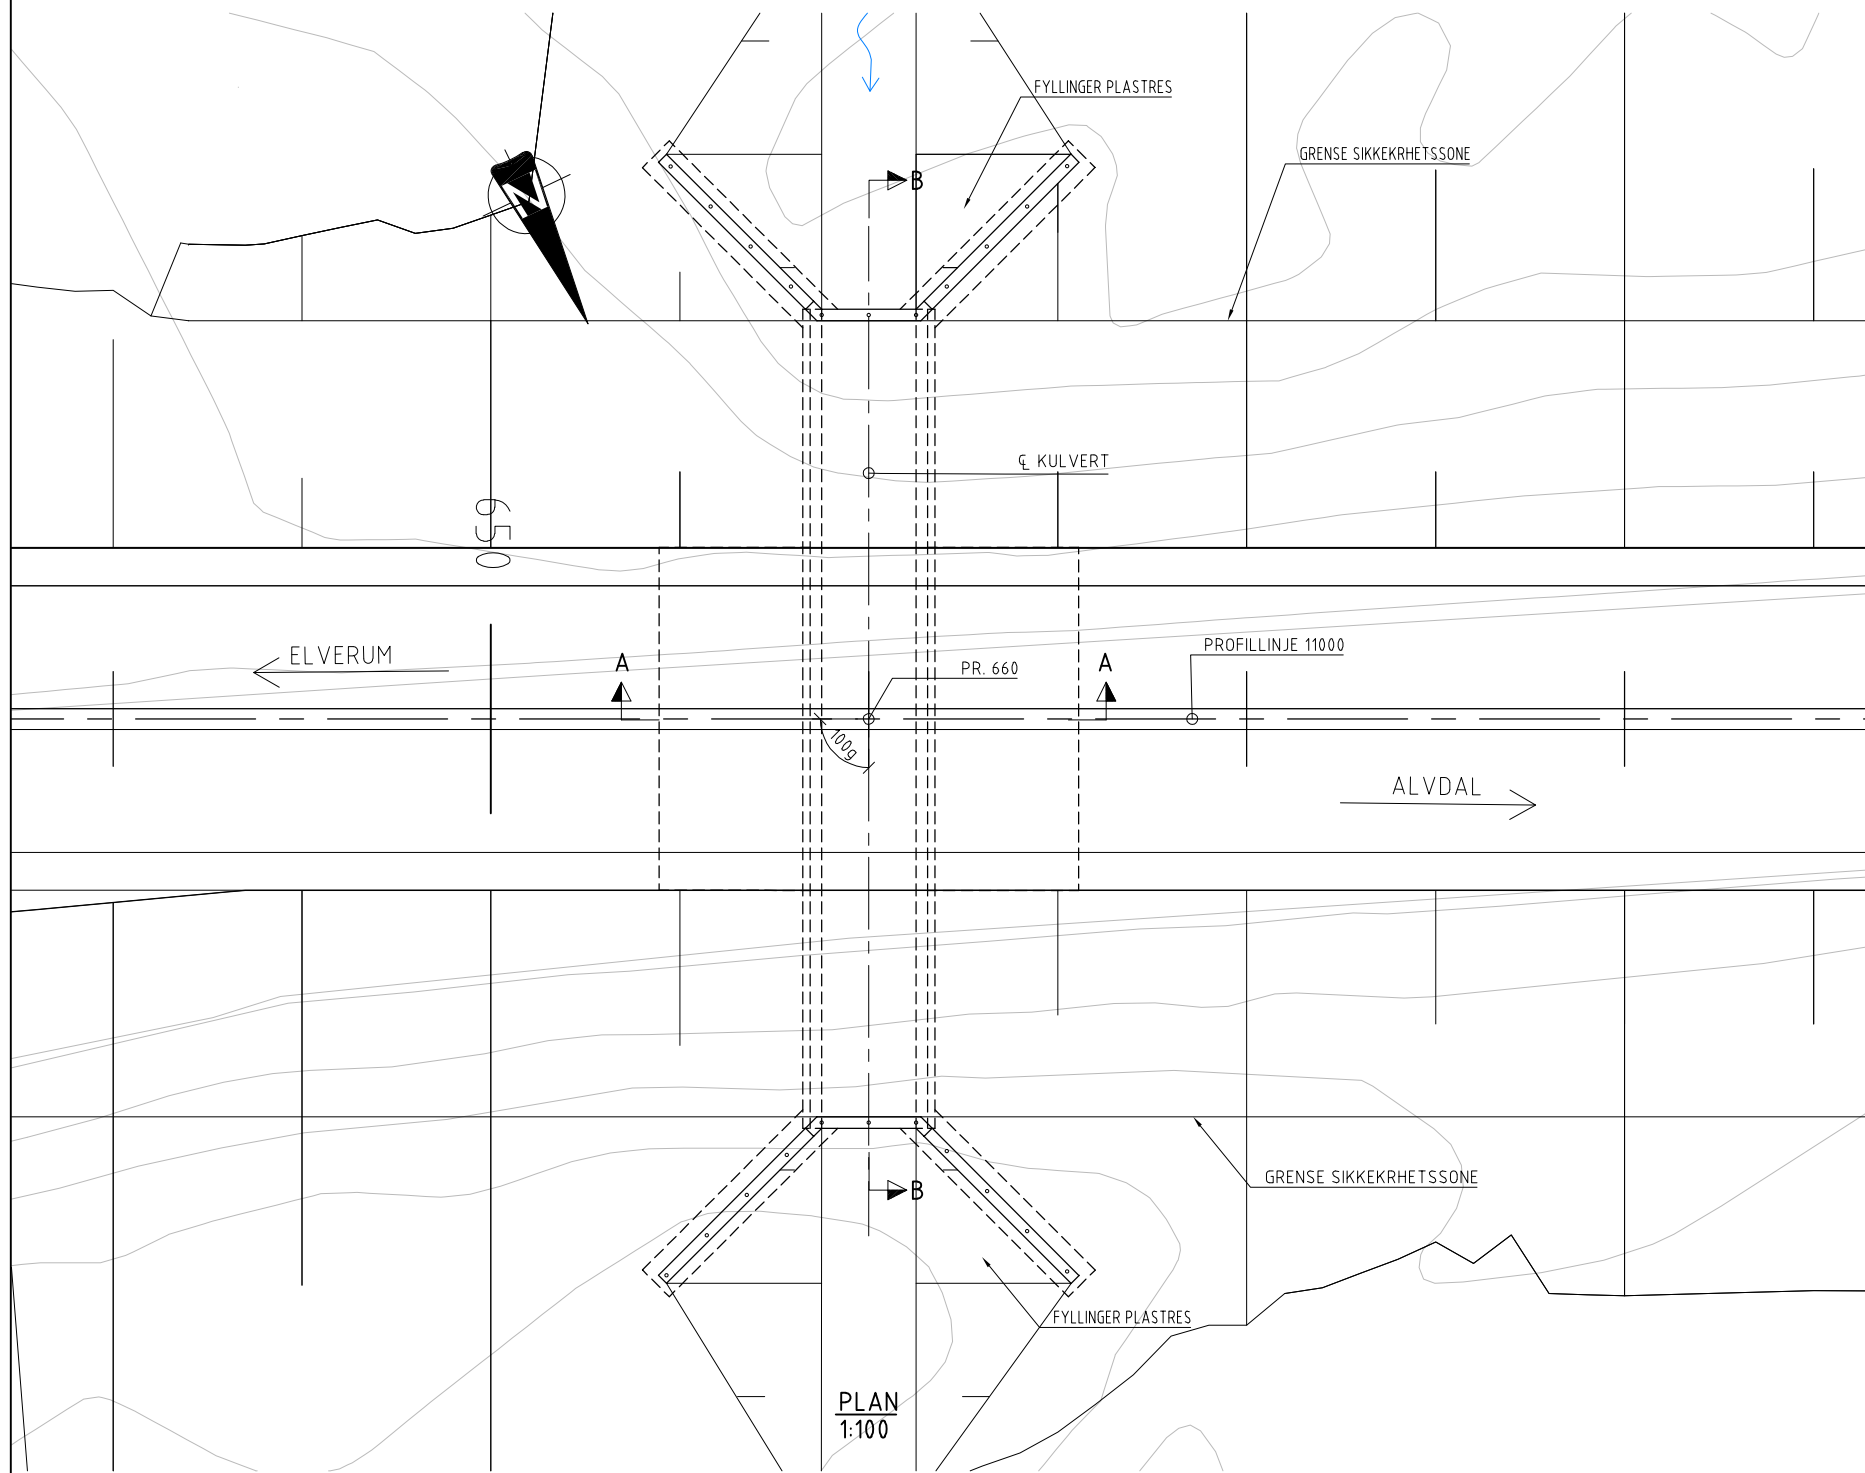 FYLLINGER PLASTRES
GRENSE SIKKEKRHETSSONE
B
℄ KULVERT
650
ELVERUM
A
PR. 660
A
PROFILLINJE 11000
100g
ALVDAL
GRENSE SIKKEKRHETSSONE
B
FYLLINGER PLASTRES
PLAN
1:100